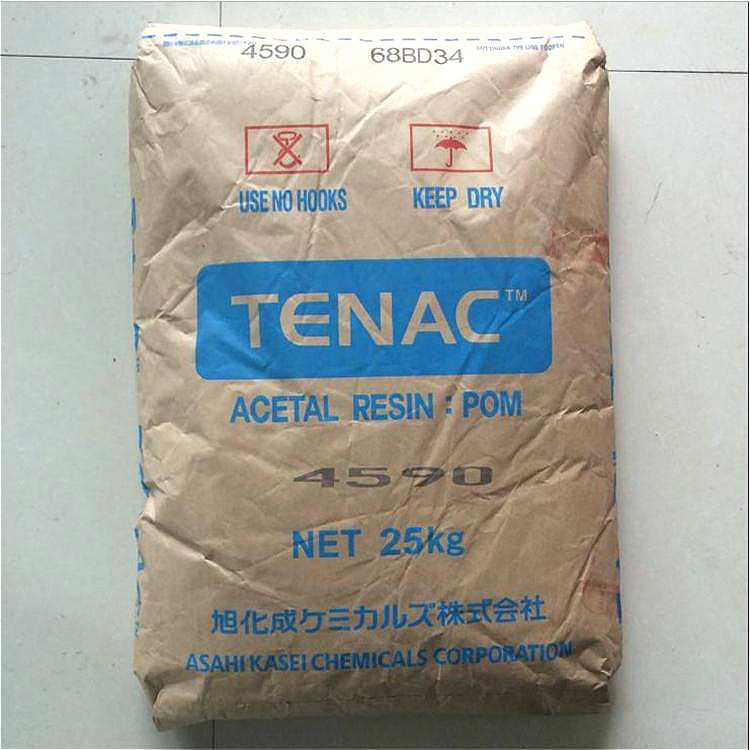 4590 68BD34
USE NO HOOKS KEEP DRY
TENAC™
ACETAL RESIN : POM
4590
NET 25kg
旭化成ケミカルズ株式会社
ASAHI KASEI CHEMICALS CORPORATION